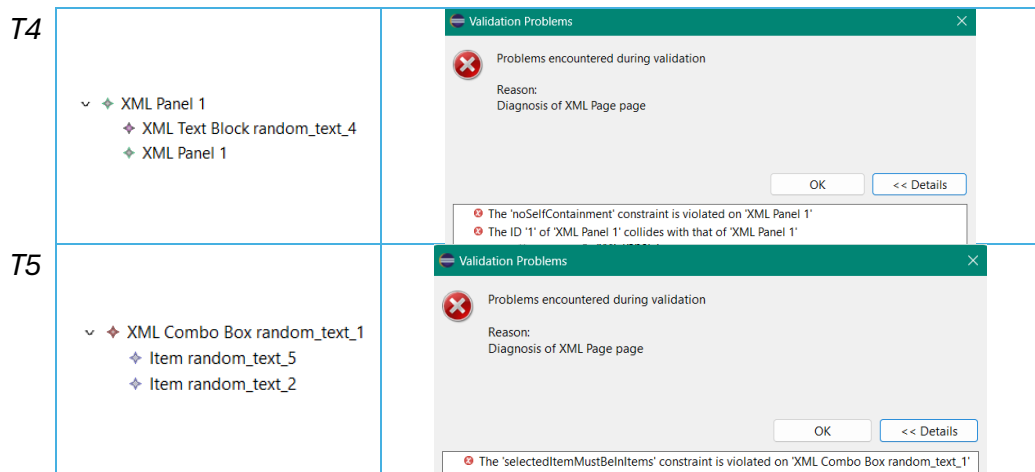 T4
XML Panel 1
XML Text Block random_text_4
XML Panel 1
Validation Problems
Problems encountered during validation
Reason:
Diagnosis of XML Page page
OK
<< Details
The 'noSelfContainment' constraint is violated on 'XML Panel 1'
The ID '1' of 'XML Panel 1' collides with that of 'XML Panel 1'
T5
XML Combo Box random_text_1
Item random_text_5
Item random_text_2
Validation Problems
Problems encountered during validation
Reason:
Diagnosis of XML Page page
OK
<< Details
The 'selectedItemMustBeInItems' constraint is violated on 'XML Combo Box random_text_1'